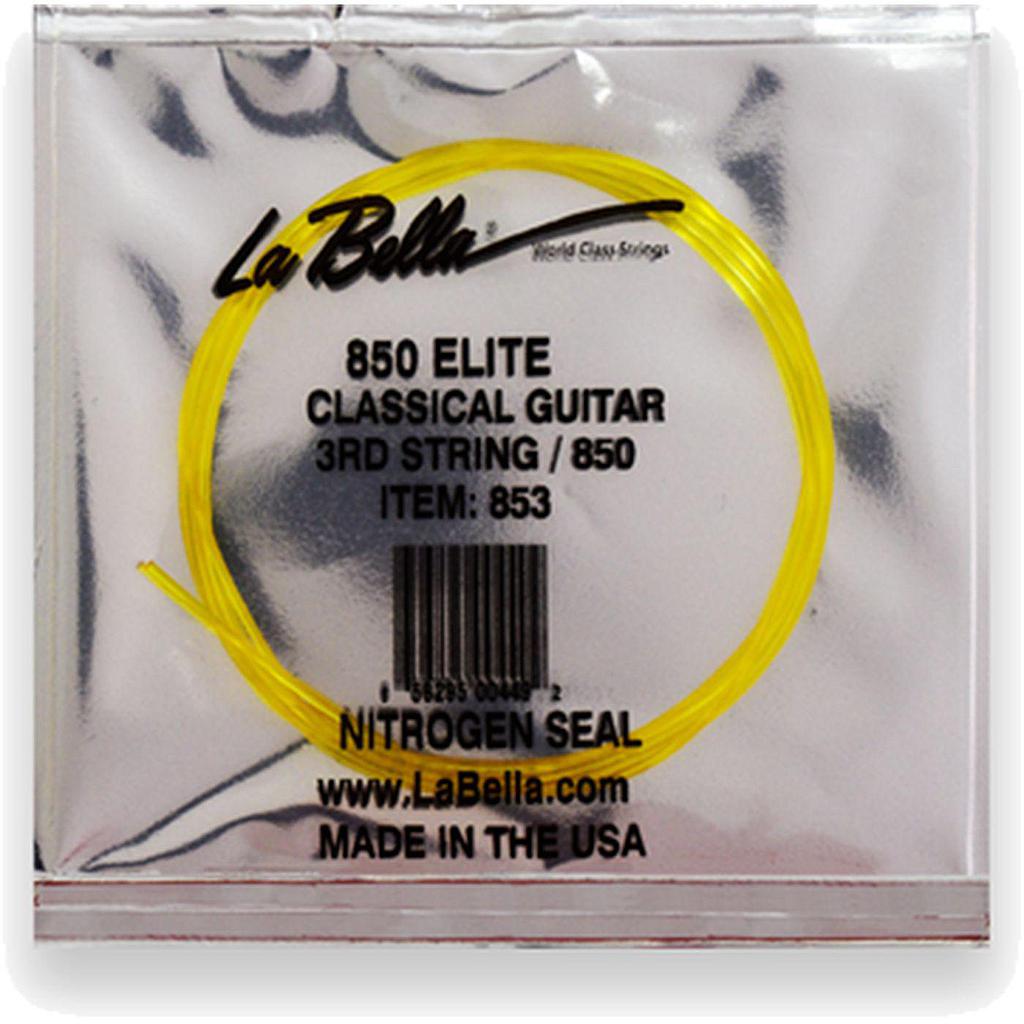 La Bella® World Class Strings
850 ELITE
CLASSICAL GUITAR
3RD STRING / 850
ITEM: 853
NITROGEN SEAL
www.LaBella.com
MADE IN THE USA